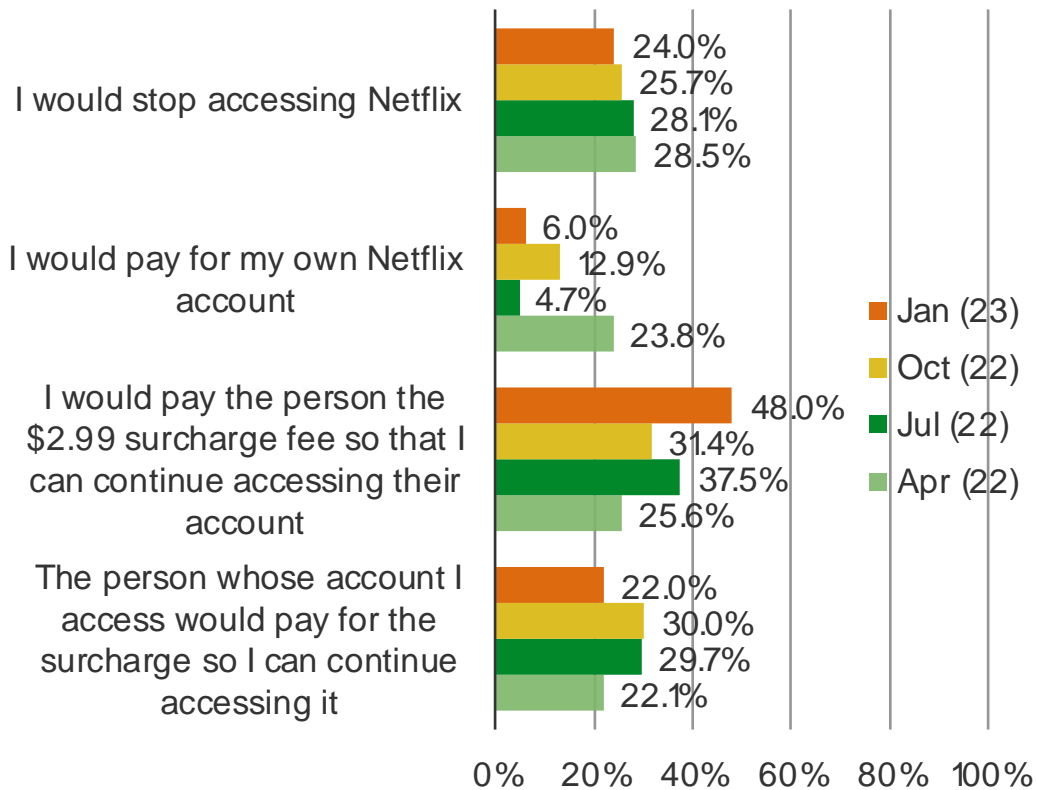 I would stop accessing Netflix
24.0%
25.7%
28.1%
28.5%
I would pay for my own Netflix
account
6.0%
12.9%
4.7%
23.8%
I would pay the person the
$2.99 surcharge fee so that I
can continue accessing their
account
48.0%
31.4%
37.5%
25.6%
The person whose account I
access would pay for the
surcharge so I can continue
accessing it
22.0%
30.0%
29.7%
22.1%
Jan (23)
Oct (22)
Jul (22)
Apr (22)
0% 20% 40% 60% 80% 100%